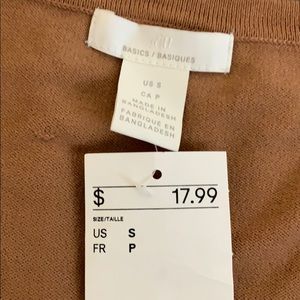 BASICS / BASIQUES
US S
CA P
MADE IN
BANGLADESH
FABRIQUÉ EN
BANGLADESH
$ 17.99
SIZE/TAILLE
US S
FR P